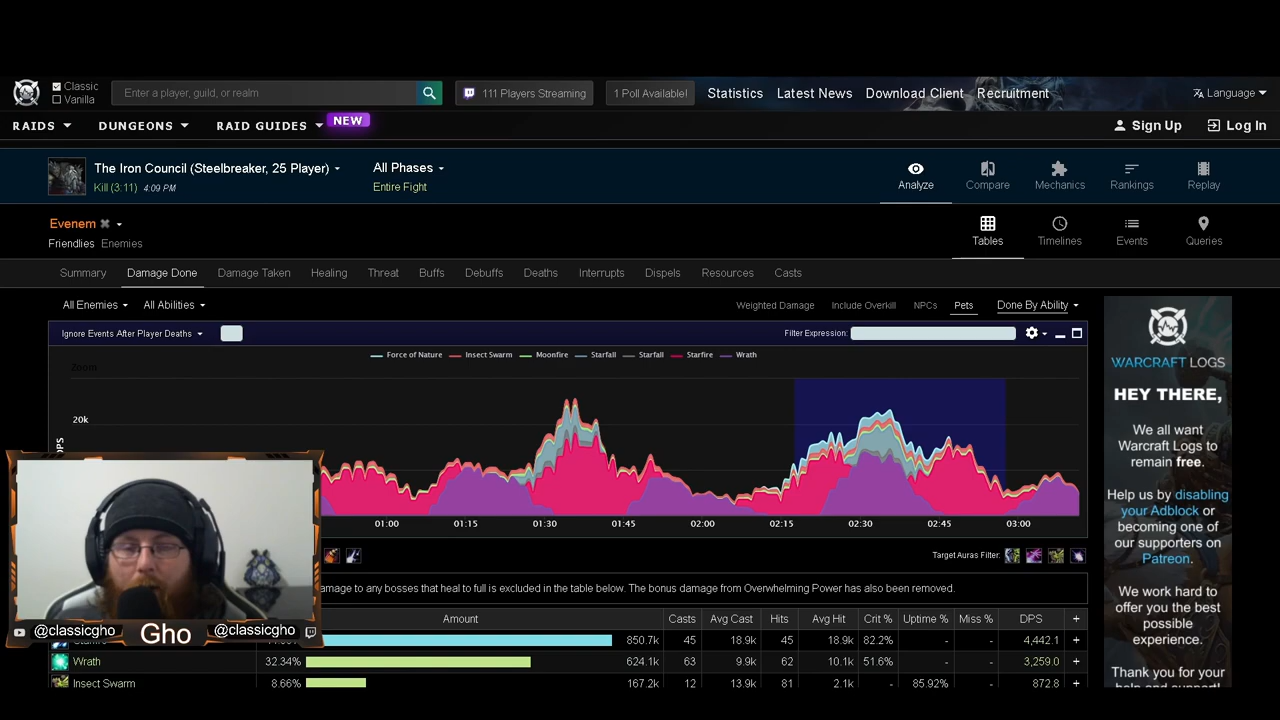 Classic
Vanilla
Enter a player, guild, or realm
111 Players Streaming
1 Poll Available!
Statistics
Latest News
Download Client
Recruitment
Language
RAIDS
DUNGEONS
RAID GUIDES
NEW
Sign Up
Log In
The Iron Council (Steelbreaker, 25 Player)
Kill (3:11) 4:09 PM
All Phases
Entire Fight
Analyze
Compare
Mechanics
Rankings
Replay
Evenem
Friendlies Enemies
Tables
Timelines
Events
Queries
Summary
Damage Done
Damage Taken
Healing
Threat
Buffs
Debuffs
Deaths
Interrupts
Dispels
Resources
Casts
All Enemies
All Abilities
Weighted Damage
Include Overkill
NPCs
Pets
Done By Ability
Ignore Events After Player Deaths
Filter Expression:
Force of Nature
Insect Swarm
Moonfire
Starfall
Starfall
Starfire
Wrath
Zoom
20k
01:00
01:15
01:30
01:45
02:00
02:15
02:30
02:45
03:00
Target Auras Filter:
amage to any bosses that heal to full is excluded in the table below. The bonus damage from Overwhelming Power has also been removed.
Amount Casts Avg Cast Hits Avg Hit Crit % Uptime % Miss % DPS +
850.7k 45 18.9k 45 18.9k 82.2% - - 4,442.1 +
Wrath 32.34% 624.1k 63 9.9k 62 10.1k 51.6% - - 3,259.0 +
Insect Swarm 8.66% 167.2k 12 13.9k 81 2.1k - 85.92% - 872.8 +
@classicgho
Gho
@classicgho
WARCRAFT LOGS
HEY THERE,
We all want
Warcraft Logs to
remain free.
Help us by disabling
your Adblock or
becoming one of
our supporters on
Patreon.
We work hard to
offer you the best
possible
experience.
Thank you for your
help and support!